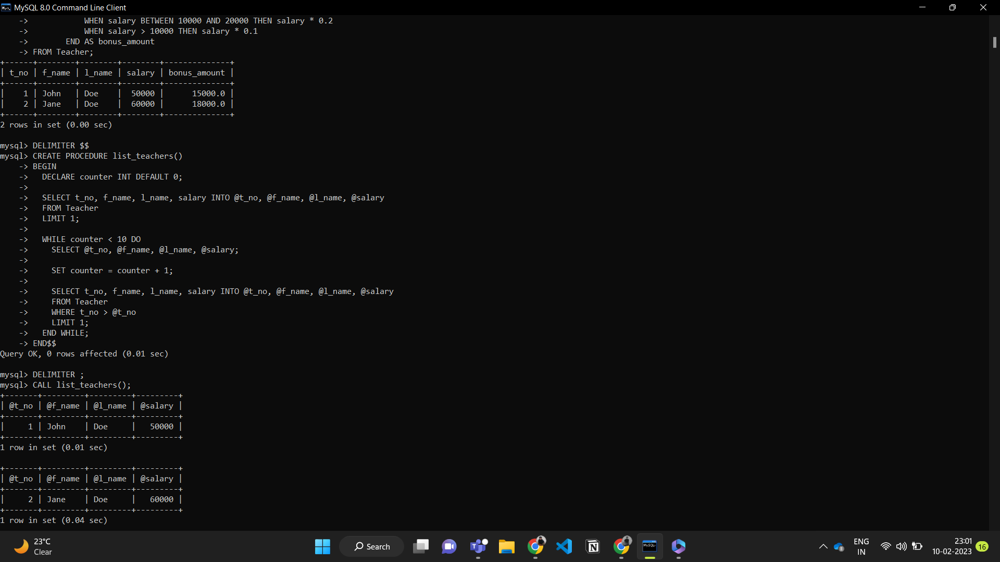 MySQL 8.0 Command Line Client
    ->            WHEN salary BETWEEN 10000 AND 20000 THEN salary * 0.2
    ->            WHEN salary > 10000 THEN salary * 0.1
    ->        END AS bonus_amount
    -> FROM Teacher;
+------+--------+--------+--------+--------------+
| t_no | f_name | l_name | salary | bonus_amount |
+------+--------+--------+--------+--------------+
|    1 | John   | Doe    |  50000 |      15000.0 |
|    2 | Jane   | Doe    |  60000 |      18000.0 |
+------+--------+--------+--------+--------------+
2 rows in set (0.00 sec)

mysql> DELIMITER $$
mysql> CREATE PROCEDURE list_teachers()
    -> BEGIN
    ->   DECLARE counter INT DEFAULT 0;
    ->
    ->   SELECT t_no, f_name, l_name, salary INTO @t_no, @f_name, @l_name, @salary
    ->   FROM Teacher
    ->   LIMIT 1;
    ->
    ->   WHILE counter < 10 DO
    ->     SELECT @t_no, @f_name, @l_name, @salary;
    ->
    ->     SET counter = counter + 1;
    ->
    ->     SELECT t_no, f_name, l_name, salary INTO @t_no, @f_name, @l_name, @salary
    ->     FROM Teacher
    ->     WHERE t_no > @t_no
    ->     LIMIT 1;
    ->   END WHILE;
    -> END$$
Query OK, 0 rows affected (0.01 sec)

mysql> DELIMITER ;
mysql> CALL list_teachers();
+-------+---------+---------+---------+
| @t_no | @f_name | @l_name | @salary |
+-------+---------+---------+---------+
|     1 | John    | Doe     |   50000 |
+-------+---------+---------+---------+
1 row in set (0.01 sec)

+-------+---------+---------+---------+
| @t_no | @f_name | @l_name | @salary |
+-------+---------+---------+---------+
|     2 | Jane    | Doe     |   60000 |
+-------+---------+---------+---------+
1 row in set (0.04 sec)
23°C
Clear
Search
ENG
IN
23:01
10-02-2023
16